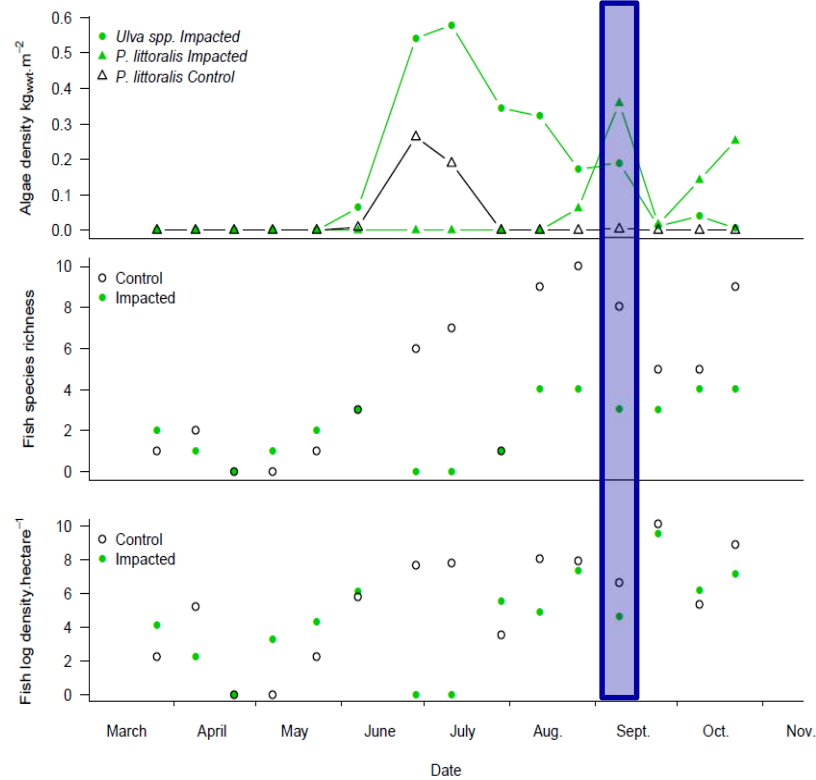 Algae density kg_wwt.m⁻²
0.6
0.5
0.4
0.3
0.2
0.1
0.0
Ulva spp. Impacted
P. littoralis Impacted
P. littoralis Control
Fish species richness
10
8
6
4
2
0
Control
Impacted
Fish log density.hectare⁻¹
10
8
6
4
2
0
Control
Impacted
March April May June July Aug. Sept. Oct. Nov.
Date